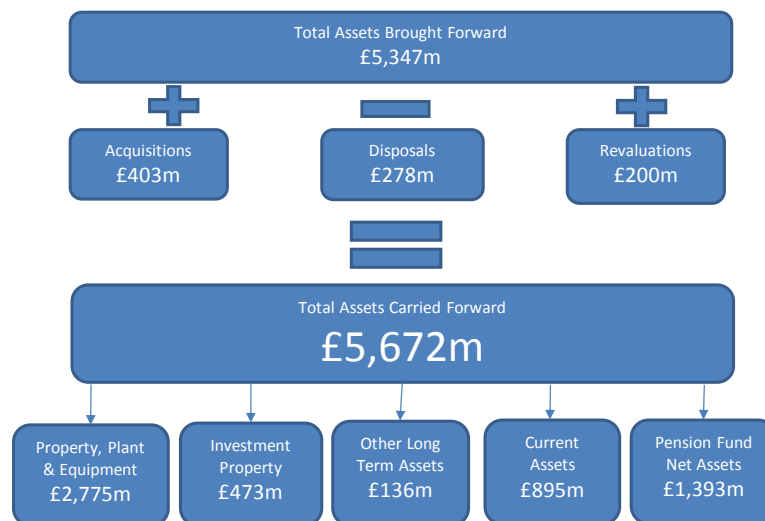 Total Assets Brought Forward
£5,347m
Acquisitions
£403m
Disposals
£278m
Revaluations
£200m
Total Assets Carried Forward
£5,672m
Property, Plant
& Equipment
£2,775m
Investment
Property
£473m
Other Long
Term Assets
£136m
Current
Assets
£895m
Pension Fund
Net Assets
£1,393m